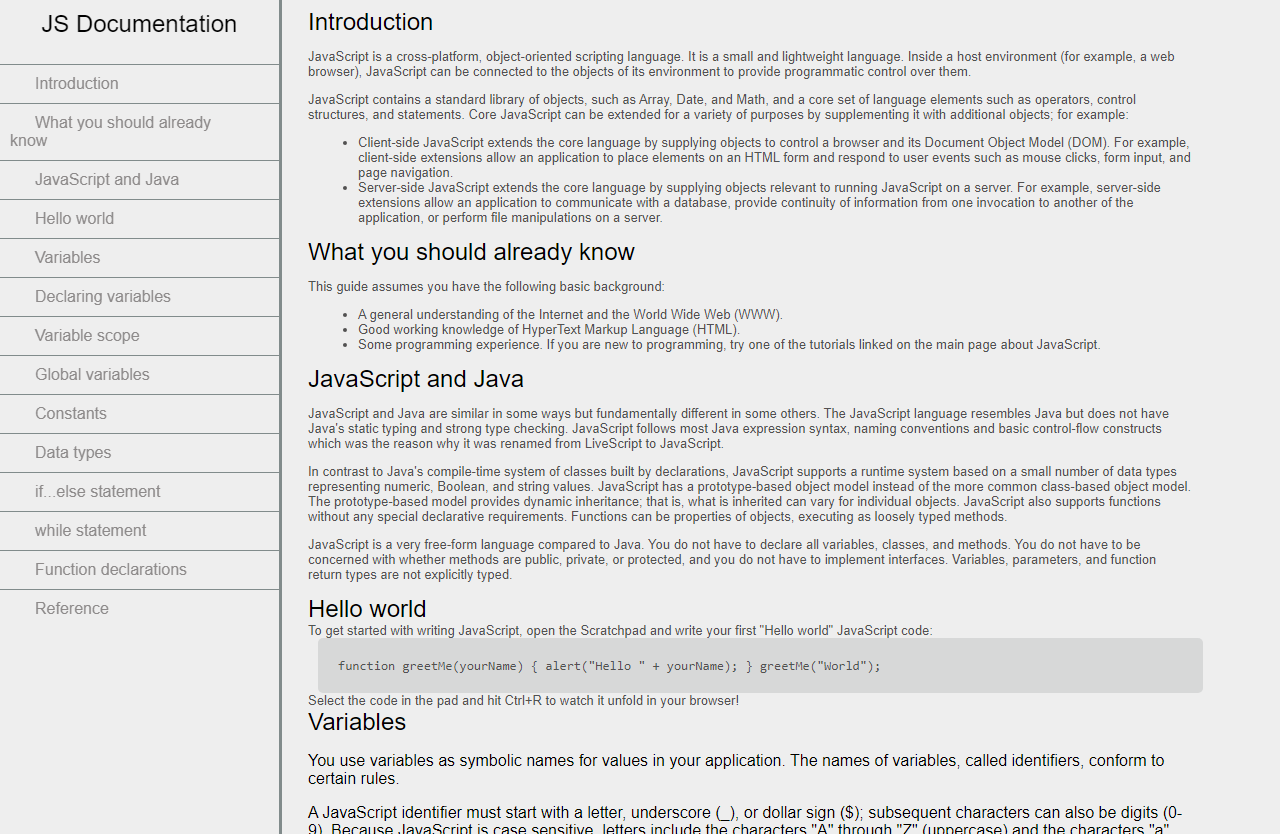 JS Documentation
Introduction
What you should already
know
JavaScript and Java
Hello world
Variables
Declaring variables
Variable scope
Global variables
Constants
Data types
if...else statement
while statement
Function declarations
Reference
Introduction
JavaScript is a cross-platform, object-oriented scripting language. It is a small and lightweight language. Inside a host environment (for example, a web
browser), JavaScript can be connected to the objects of its environment to provide programmatic control over them.
JavaScript contains a standard library of objects, such as Array, Date, and Math, and a core set of language elements such as operators, control
structures, and statements. Core JavaScript can be extended for a variety of purposes by supplementing it with additional objects; for example:
• Client-side JavaScript extends the core language by supplying objects to control a browser and its Document Object Model (DOM). For example,
client-side extensions allow an application to place elements on an HTML form and respond to user events such as mouse clicks, form input, and
page navigation.
• Server-side JavaScript extends the core language by supplying objects relevant to running JavaScript on a server. For example, server-side
extensions allow an application to communicate with a database, provide continuity of information from one invocation to another of the
application, or perform file manipulations on a server.
What you should already know
This guide assumes you have the following basic background:
• A general understanding of the Internet and the World Wide Web (WWW).
• Good working knowledge of HyperText Markup Language (HTML).
• Some programming experience. If you are new to programming, try one of the tutorials linked on the main page about JavaScript.
JavaScript and Java
JavaScript and Java are similar in some ways but fundamentally different in some others. The JavaScript language resembles Java but does not have
Java's static typing and strong type checking. JavaScript follows most Java expression syntax, naming conventions and basic control-flow constructs
which was the reason why it was renamed from LiveScript to JavaScript.
In contrast to Java's compile-time system of classes built by declarations, JavaScript supports a runtime system based on a small number of data types
representing numeric, Boolean, and string values. JavaScript has a prototype-based object model instead of the more common class-based object model.
The prototype-based model provides dynamic inheritance; that is, what is inherited can vary for individual objects. JavaScript also supports functions
without any special declarative requirements. Functions can be properties of objects, executing as loosely typed methods.
JavaScript is a very free-form language compared to Java. You do not have to declare all variables, classes, and methods. You do not have to be
concerned with whether methods are public, private, or protected, and you do not have to implement interfaces. Variables, parameters, and function
return types are not explicitly typed.
Hello world
To get started with writing JavaScript, open the Scratchpad and write your first "Hello world" JavaScript code:
function greetMe(yourName) { alert("Hello " + yourName); } greetMe("World");
Select the code in the pad and hit Ctrl+R to watch it unfold in your browser!
Variables
You use variables as symbolic names for values in your application. The names of variables, called identifiers, conform to
certain rules.
A JavaScript identifier must start with a letter, underscore (_), or dollar sign ($); subsequent characters can also be digits (0-
9). Because JavaScript is case sensitive, letters include the characters "A" through "Z" (uppercase) and the characters "a"